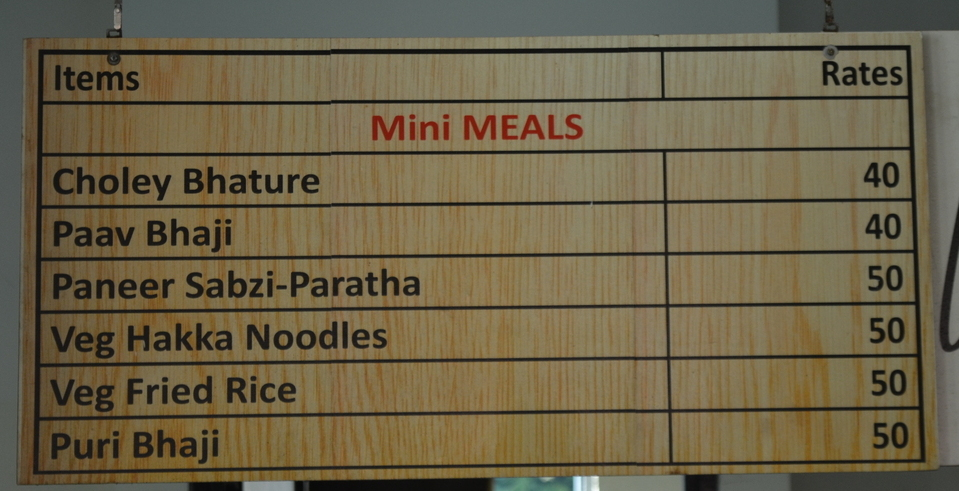 Items Rates
Mini MEALS
Choley Bhature 40
Paav Bhaji 40
Paneer Sabzi-Paratha 50
Veg Hakka Noodles 50
Veg Fried Rice 50
Puri Bhaji 50